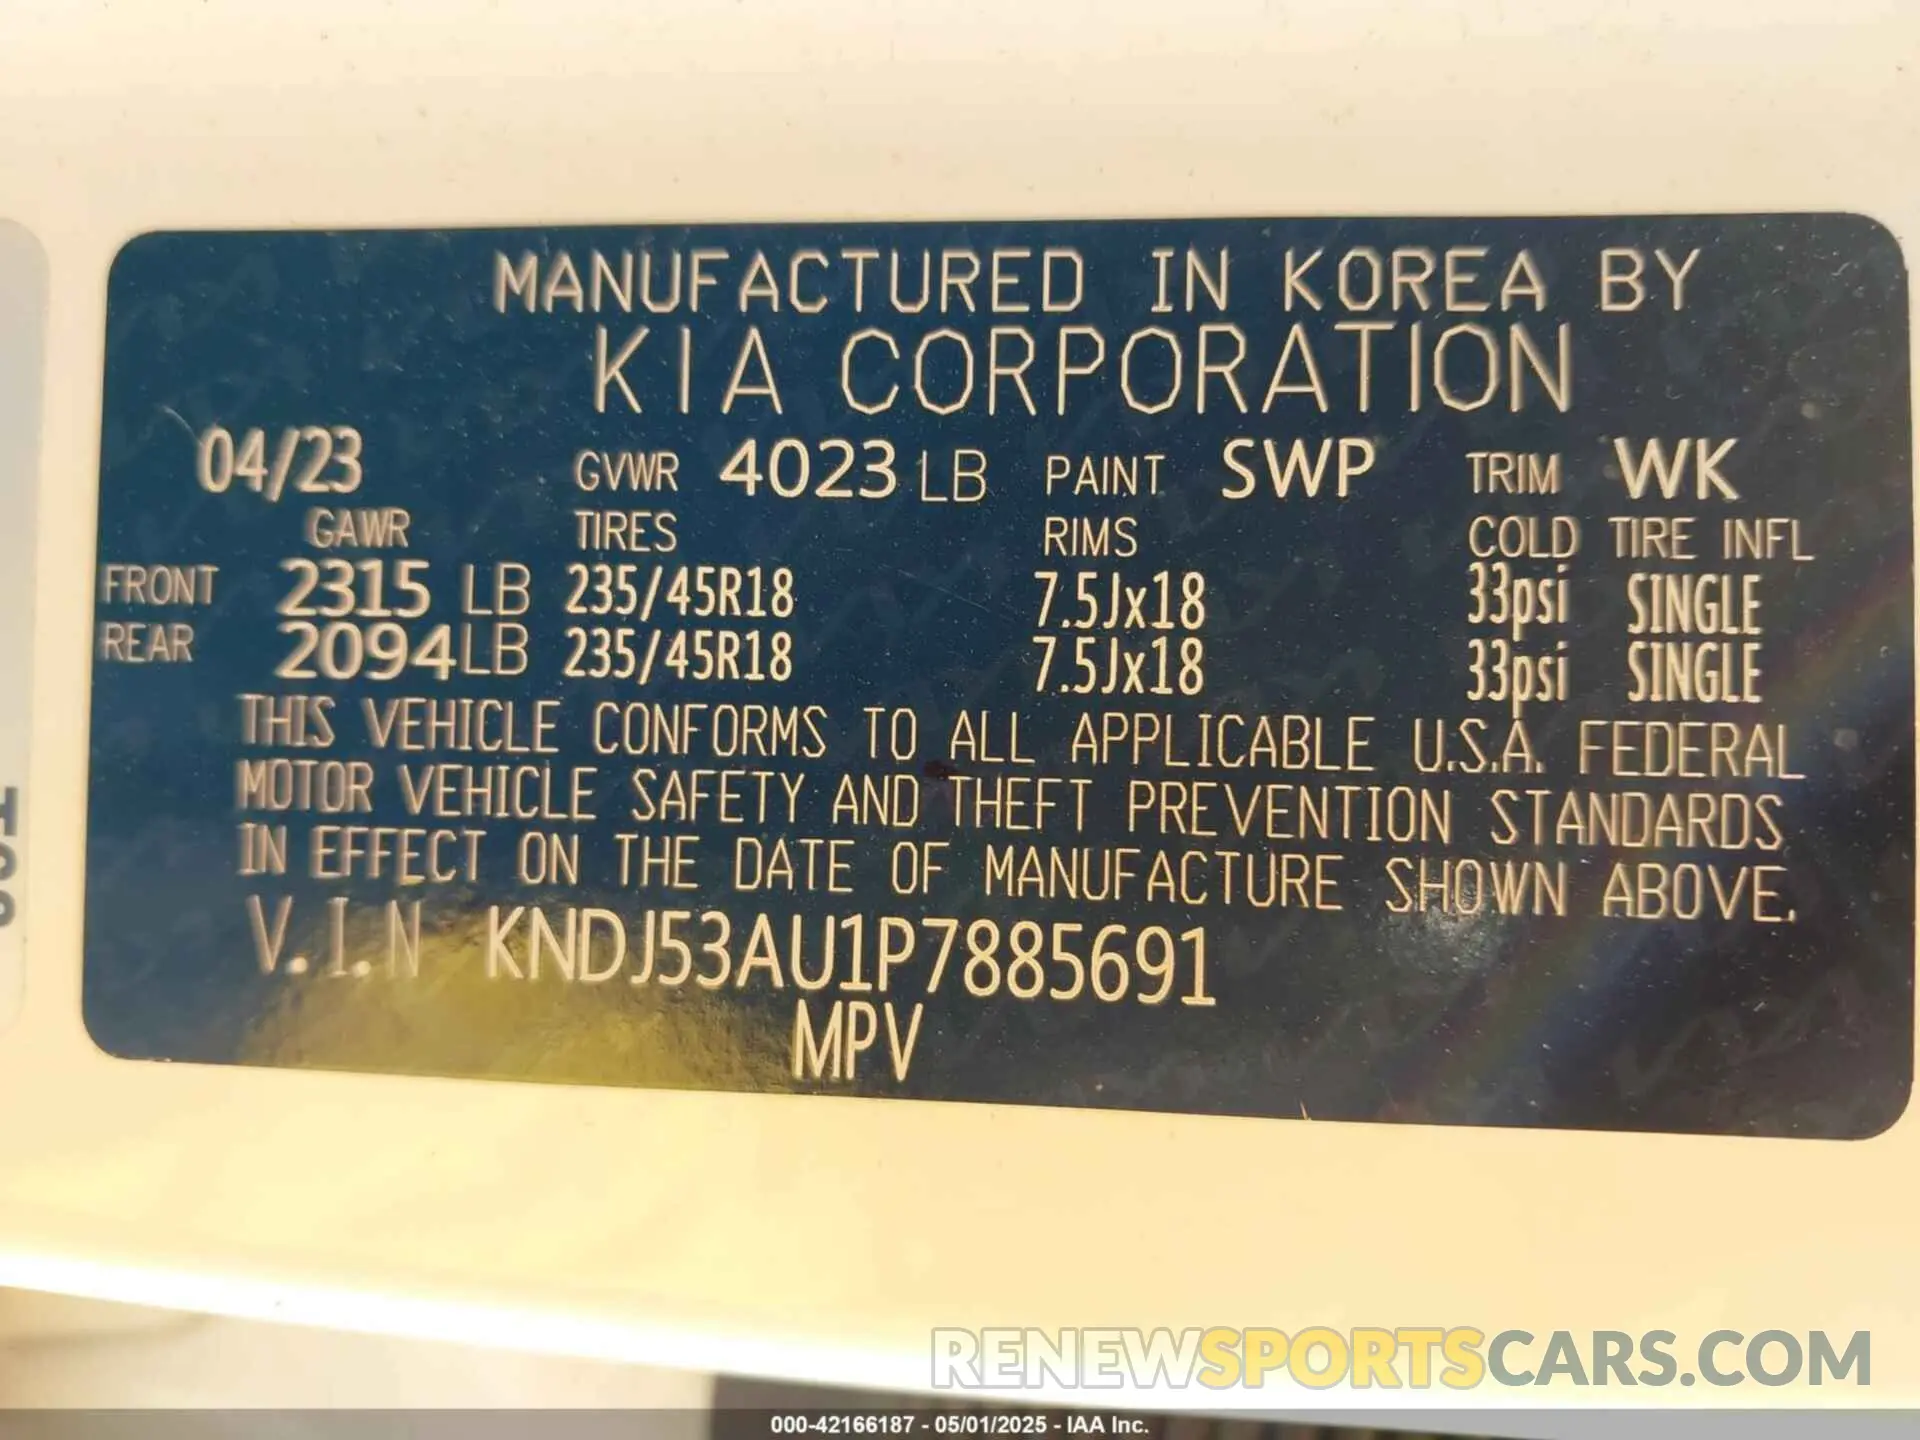 MANUFACTURED IN KOREA BY
KIA CORPORATION
04/23 GVWR 4023 LB PAINT SWP TRIM WK
GAWR TIRES RIMS COLD TIRE INFL
FRONT 2315 LB 235/45R18 7.5Jx18 33psi SINGLE
REAR 2094 LB 235/45R18 7.5Jx18 33psi SINGLE
THIS VEHICLE CONFORMS TO ALL APPLICABLE U.S.A. FEDERAL
MOTOR VEHICLE SAFETY AND THEFT PREVENTION STANDARDS
IN EFFECT ON THE DATE OF MANUFACTURE SHOWN ABOVE.
V.I.N KNDJ53AU1P7885691
MPV
RENEWSPORTSCARS.COM
000-42166187 - 05/01/2025 - IAA Inc.